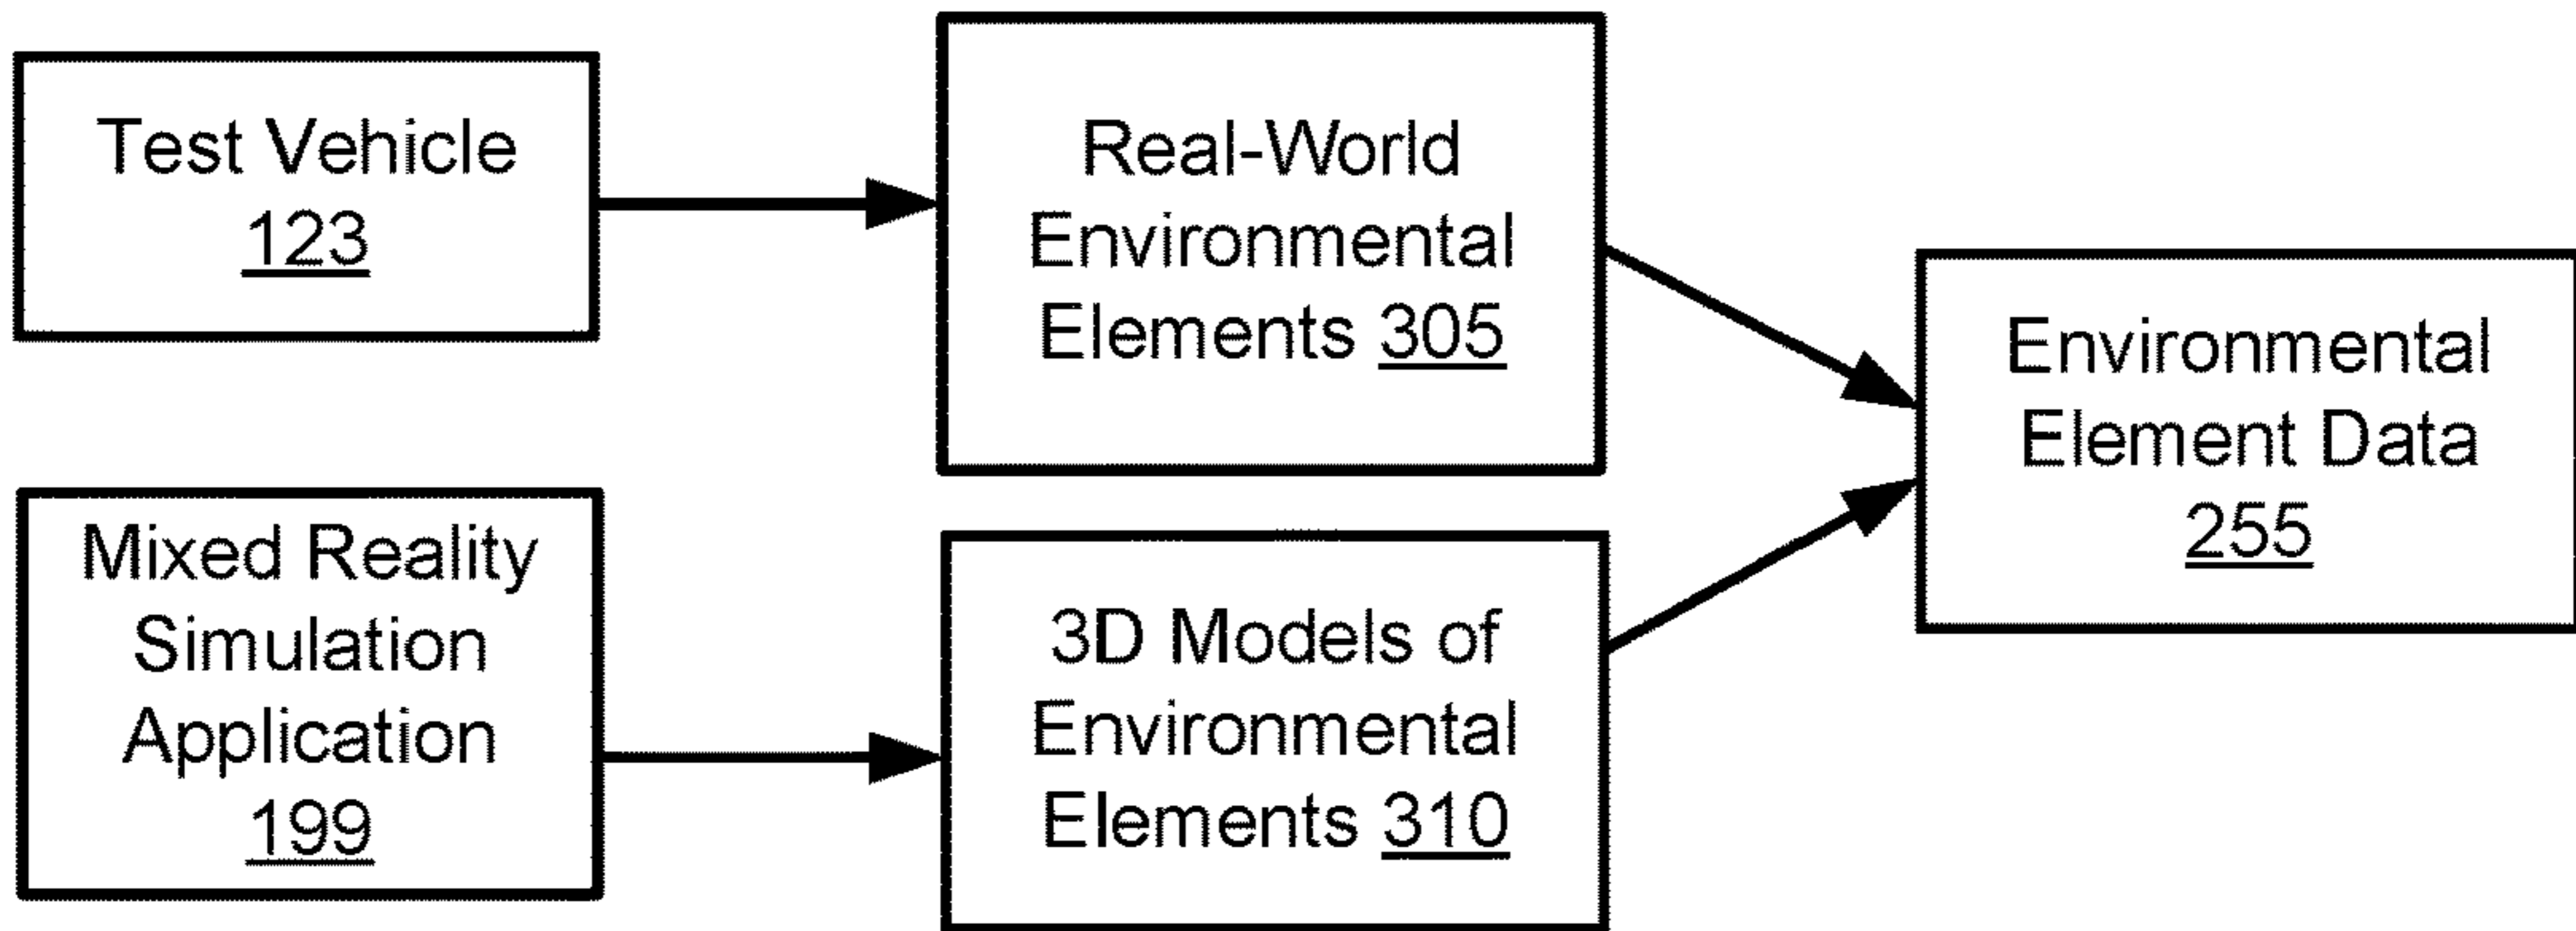 Test Vehicle
123
Real-World
Environmental
Elements 305
Environmental
Element Data
255
Mixed Reality
Simulation
Application
199
3D Models of
Environmental
Elements 310